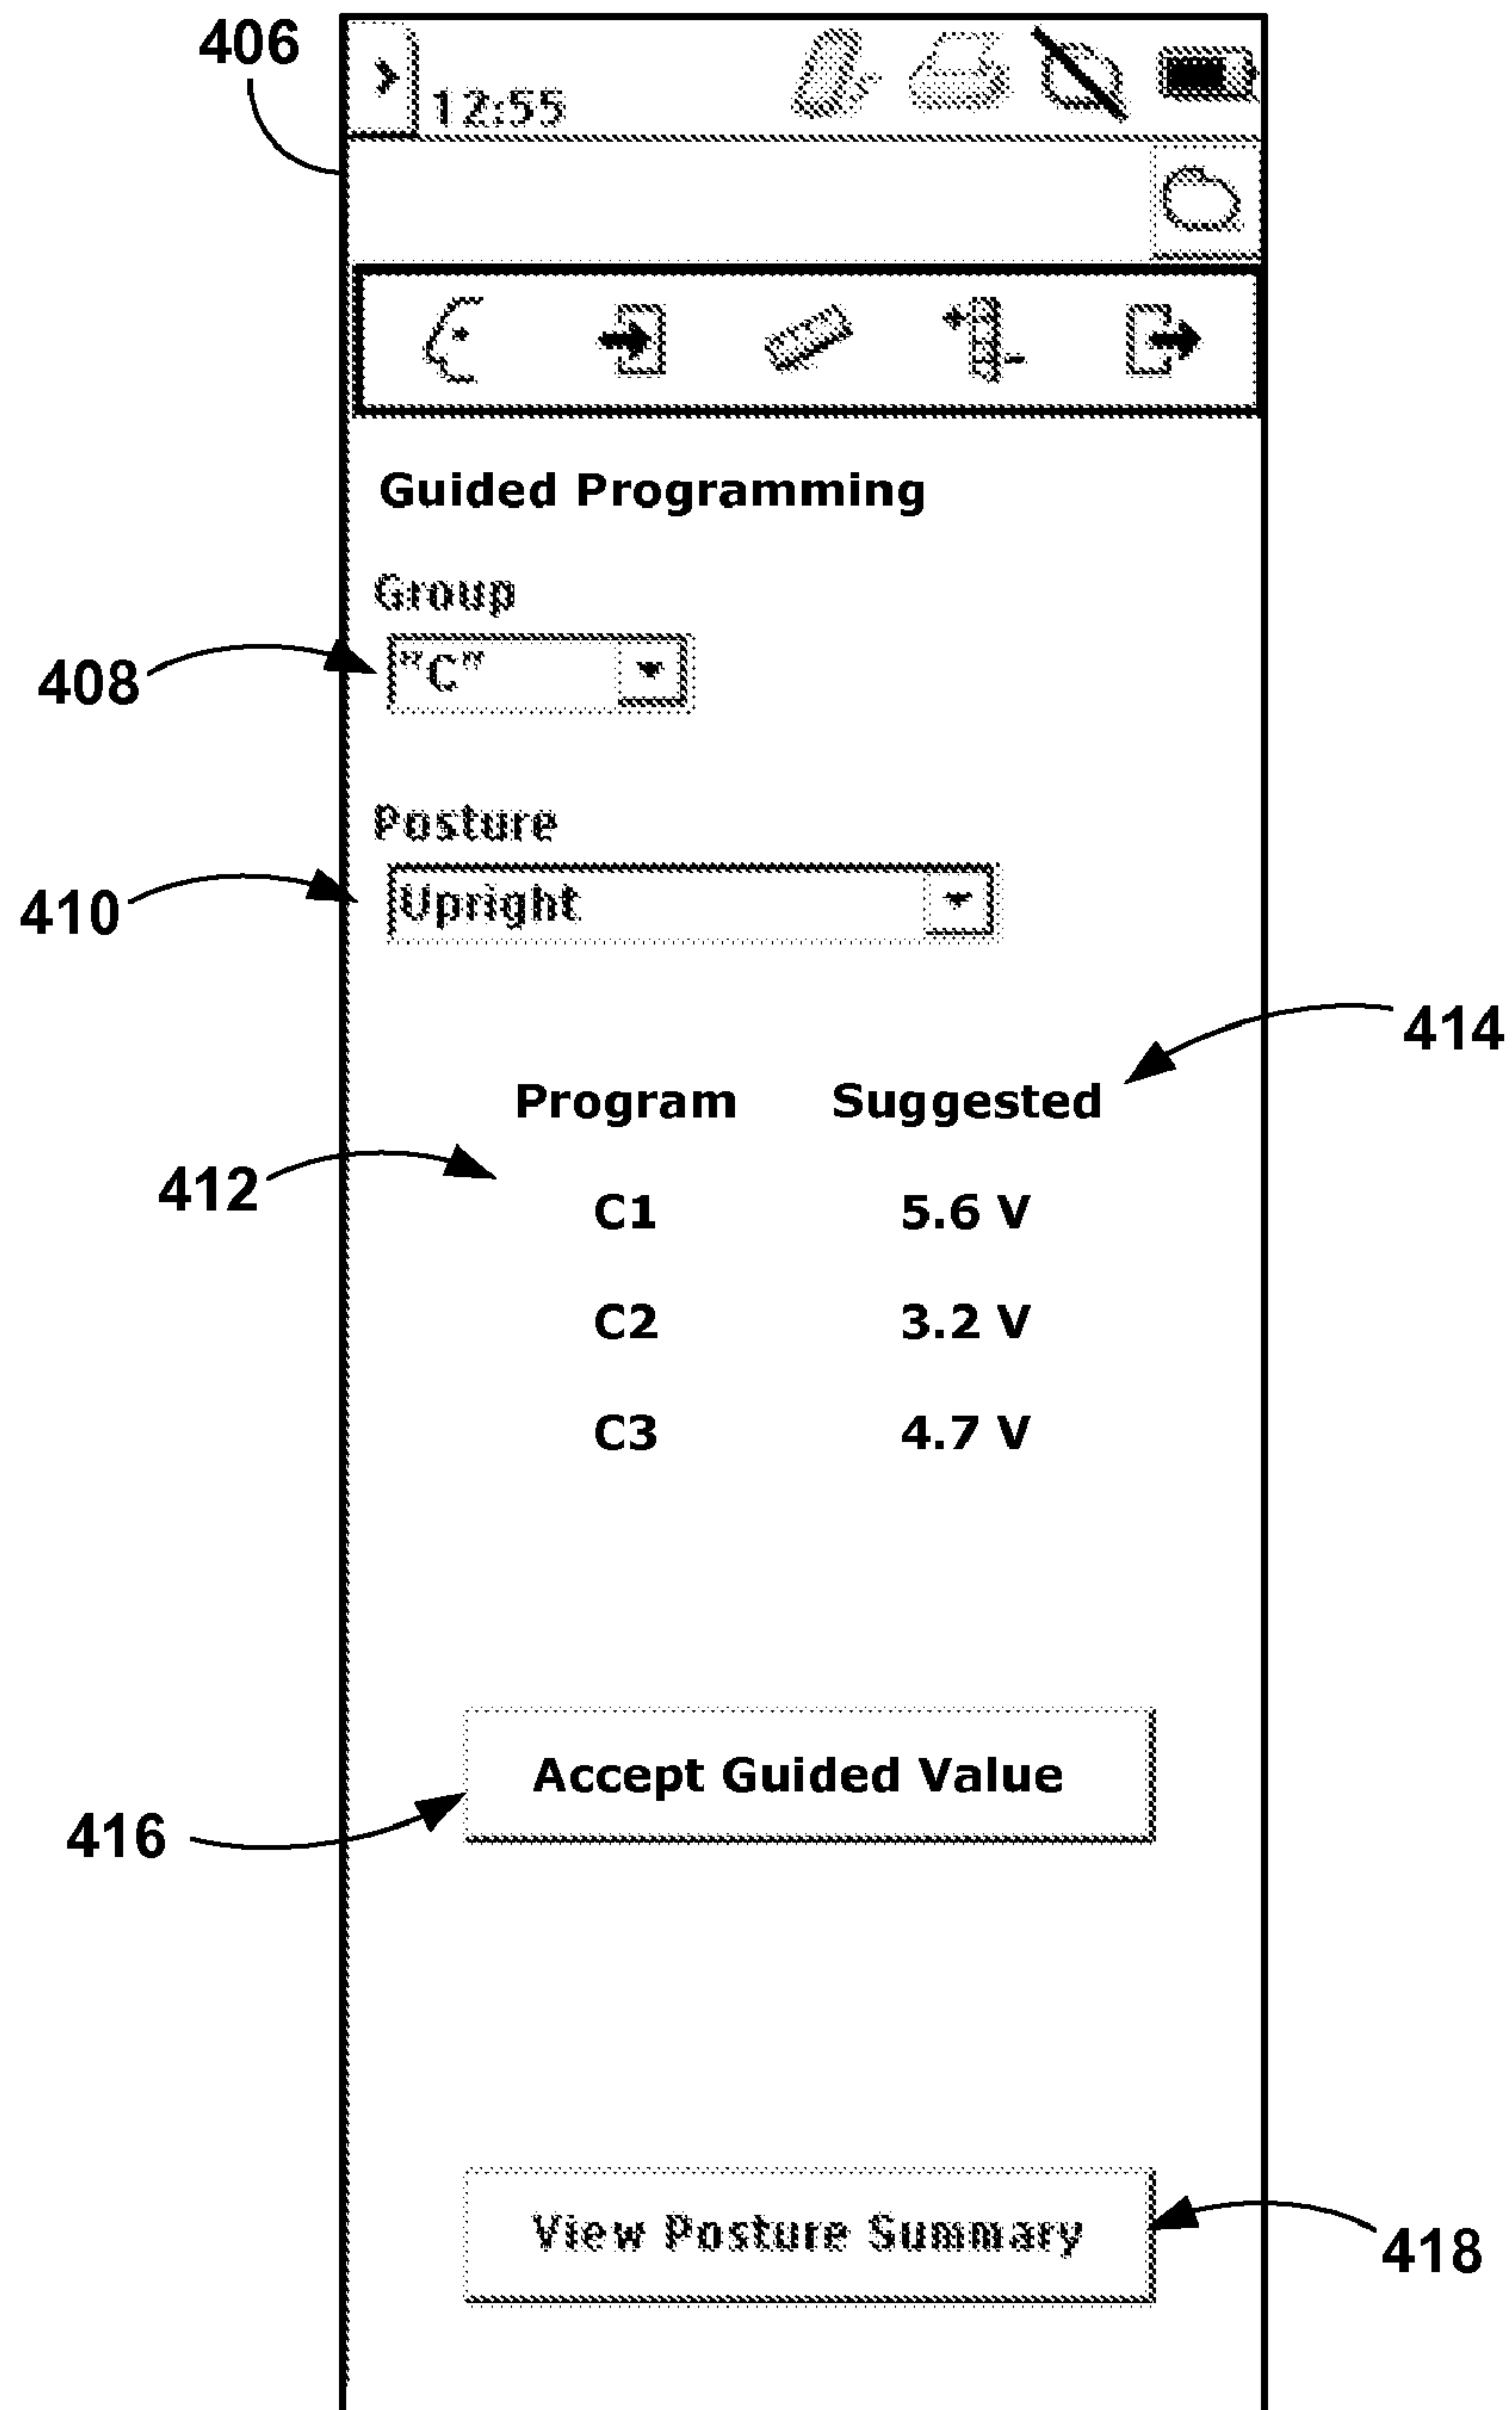 406
12:55
Guided Programming
Group
408
"C"
Posture
410
Upright
414
Program Suggested
412
C1 5.6 V
C2 3.2 V
C3 4.7 V
Accept Guided Value
416
View Posture Summary
418